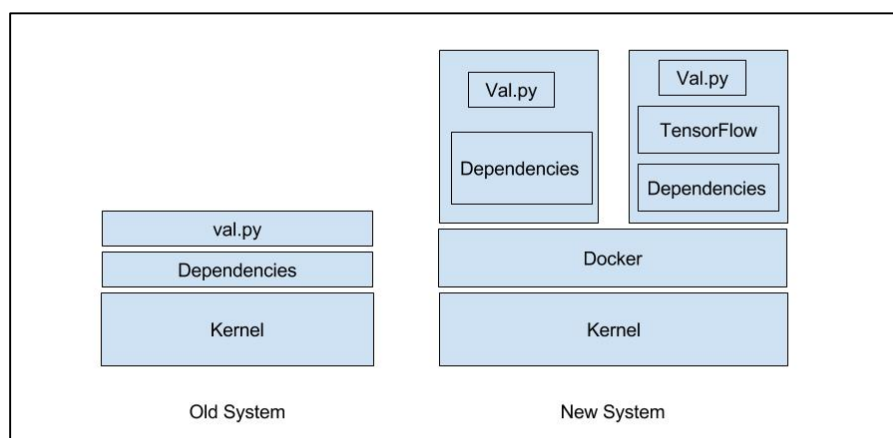 val.py
Dependencies
Kernel
Old System
Val.py
Dependencies
Val.py
TensorFlow
Dependencies
Docker
Kernel
New System